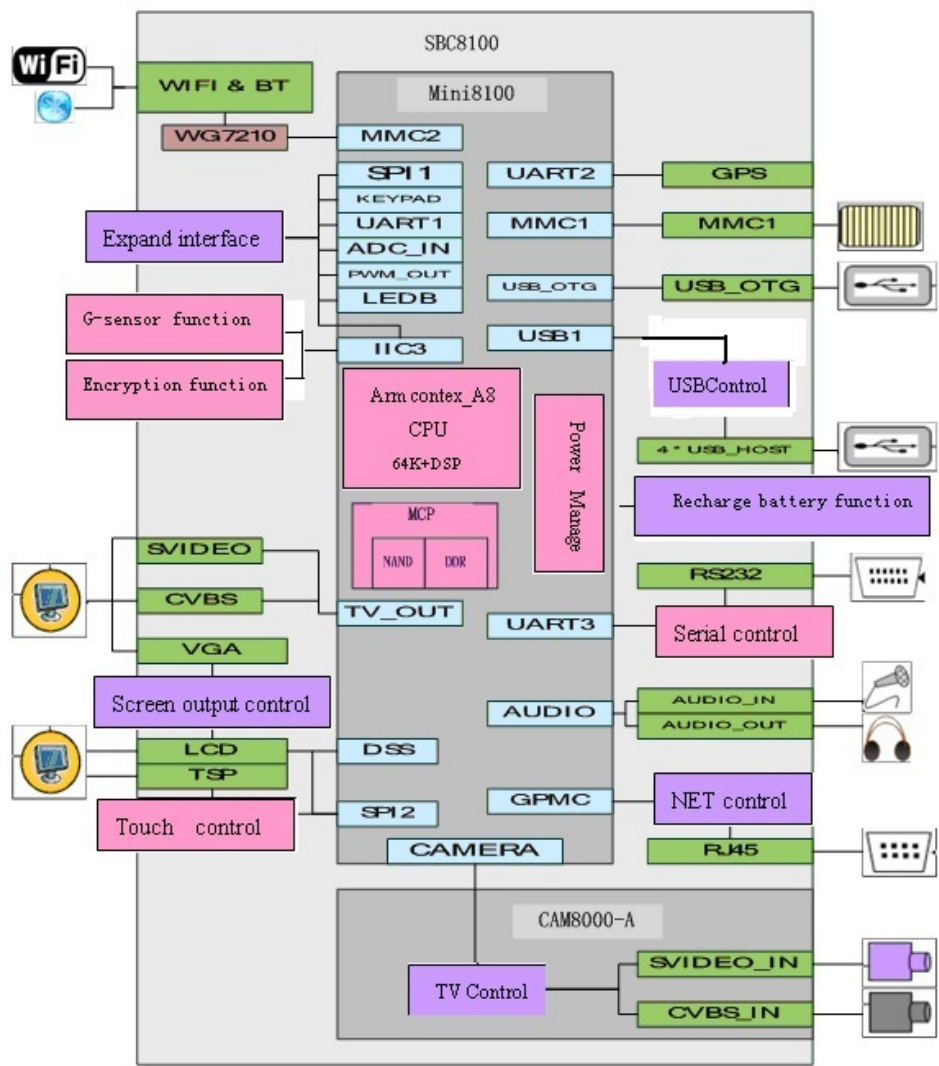 SBC8100
WiFi
WIFI & BT
Mini8100
WG7210
MMC2
SPI1
UART2
GPS
KEYPAD
Expand interface
UART1
MMC1
MMC1
ADC_IN
PWM_OUT
USB_OTG
USB_OTG
LEDB
G-sensor function
IIC3
USB1
Encryption function
USBControl
Arm contex_A8
CPU
64K+DSP
Power Manage
4* USB_HOST
Recharge battery function
MCP
NAND
DDR
SVIDEO
RS232
CVBS
TV_OUT
UART3
Serial control
VGA
Screen output control
AUDIO
AUDIO_IN
AUDIO_OUT
LCD
DSS
TSP
GPMC
NET control
Touch control
SPI2
CAMERA
RJ45
CAM8000-A
SVIDEO_IN
TV Control
CVBS_IN